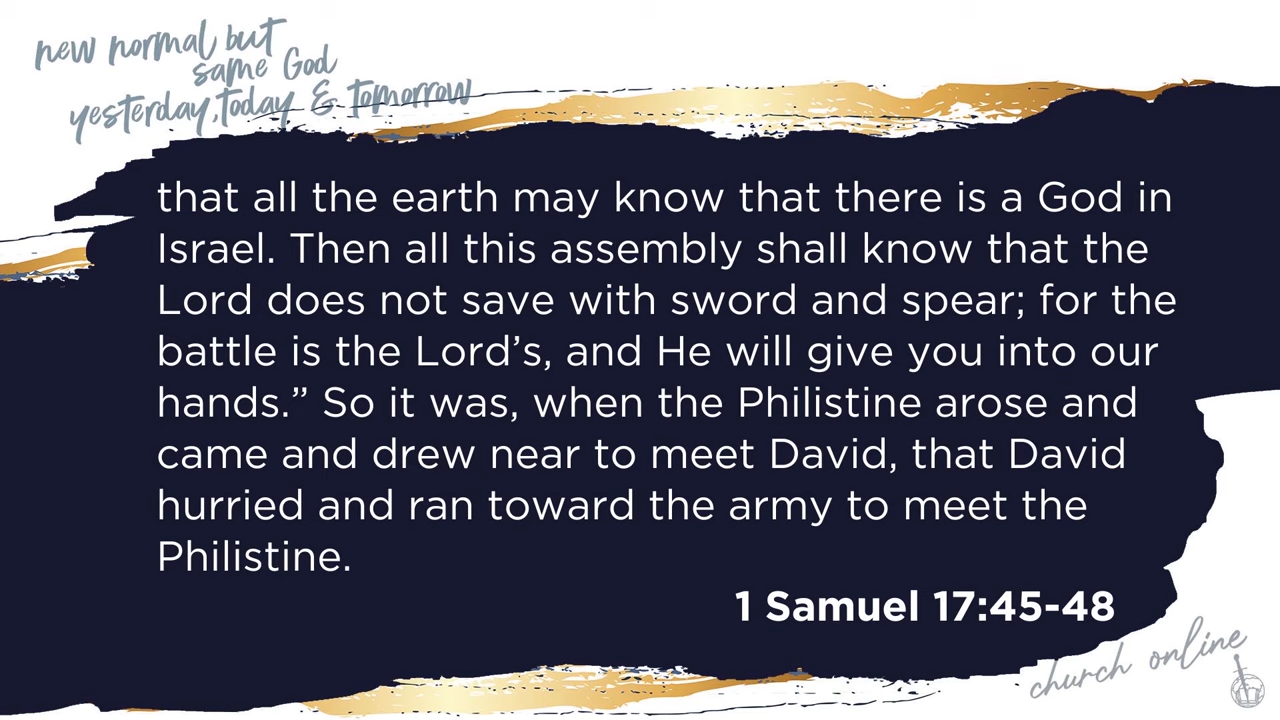 new normal but
same God
yesterday, today & tomorrow
that all the earth may know that there is a God in
Israel. Then all this assembly shall know that the
Lord does not save with sword and spear; for the
battle is the Lord’s, and He will give you into our
hands.” So it was, when the Philistine arose and
came and drew near to meet David, that David
hurried and ran toward the army to meet the
Philistine.
1 Samuel 17:45-48
church online